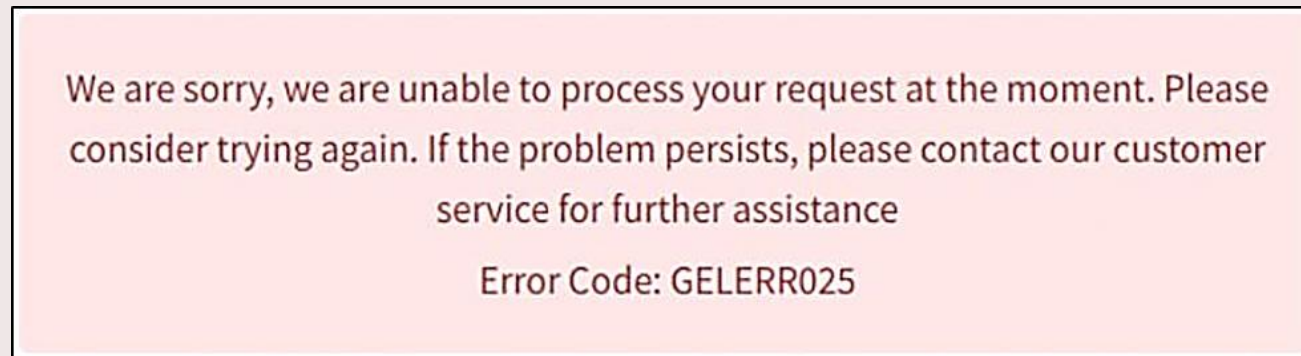 We are sorry, we are unable to process your request at the moment. Please
consider trying again. If the problem persists, please contact our customer
service for further assistance
Error Code: GELERR025